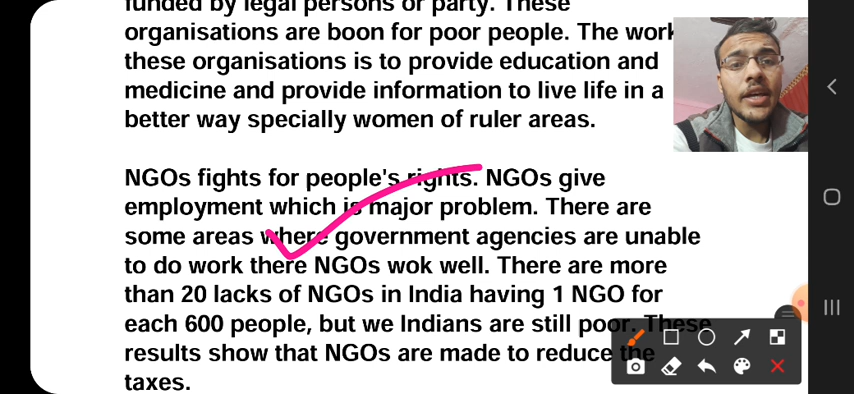 funded by legal persons or party. These
organisations are boon for poor people. The work
these organisations is to provide education and
medicine and provide information to live life in a
better way specially women of ruler areas.
NGOs fights for people's rights. NGOs give
employment which is major problem. There are
some areas where government agencies are unable
to do work there NGOs wok well. There are more
than 20 lacks of NGOs in India having 1 NGO for
each 600 people, but we Indians are still poor. These
results show that NGOs are made to reduce the
taxes.